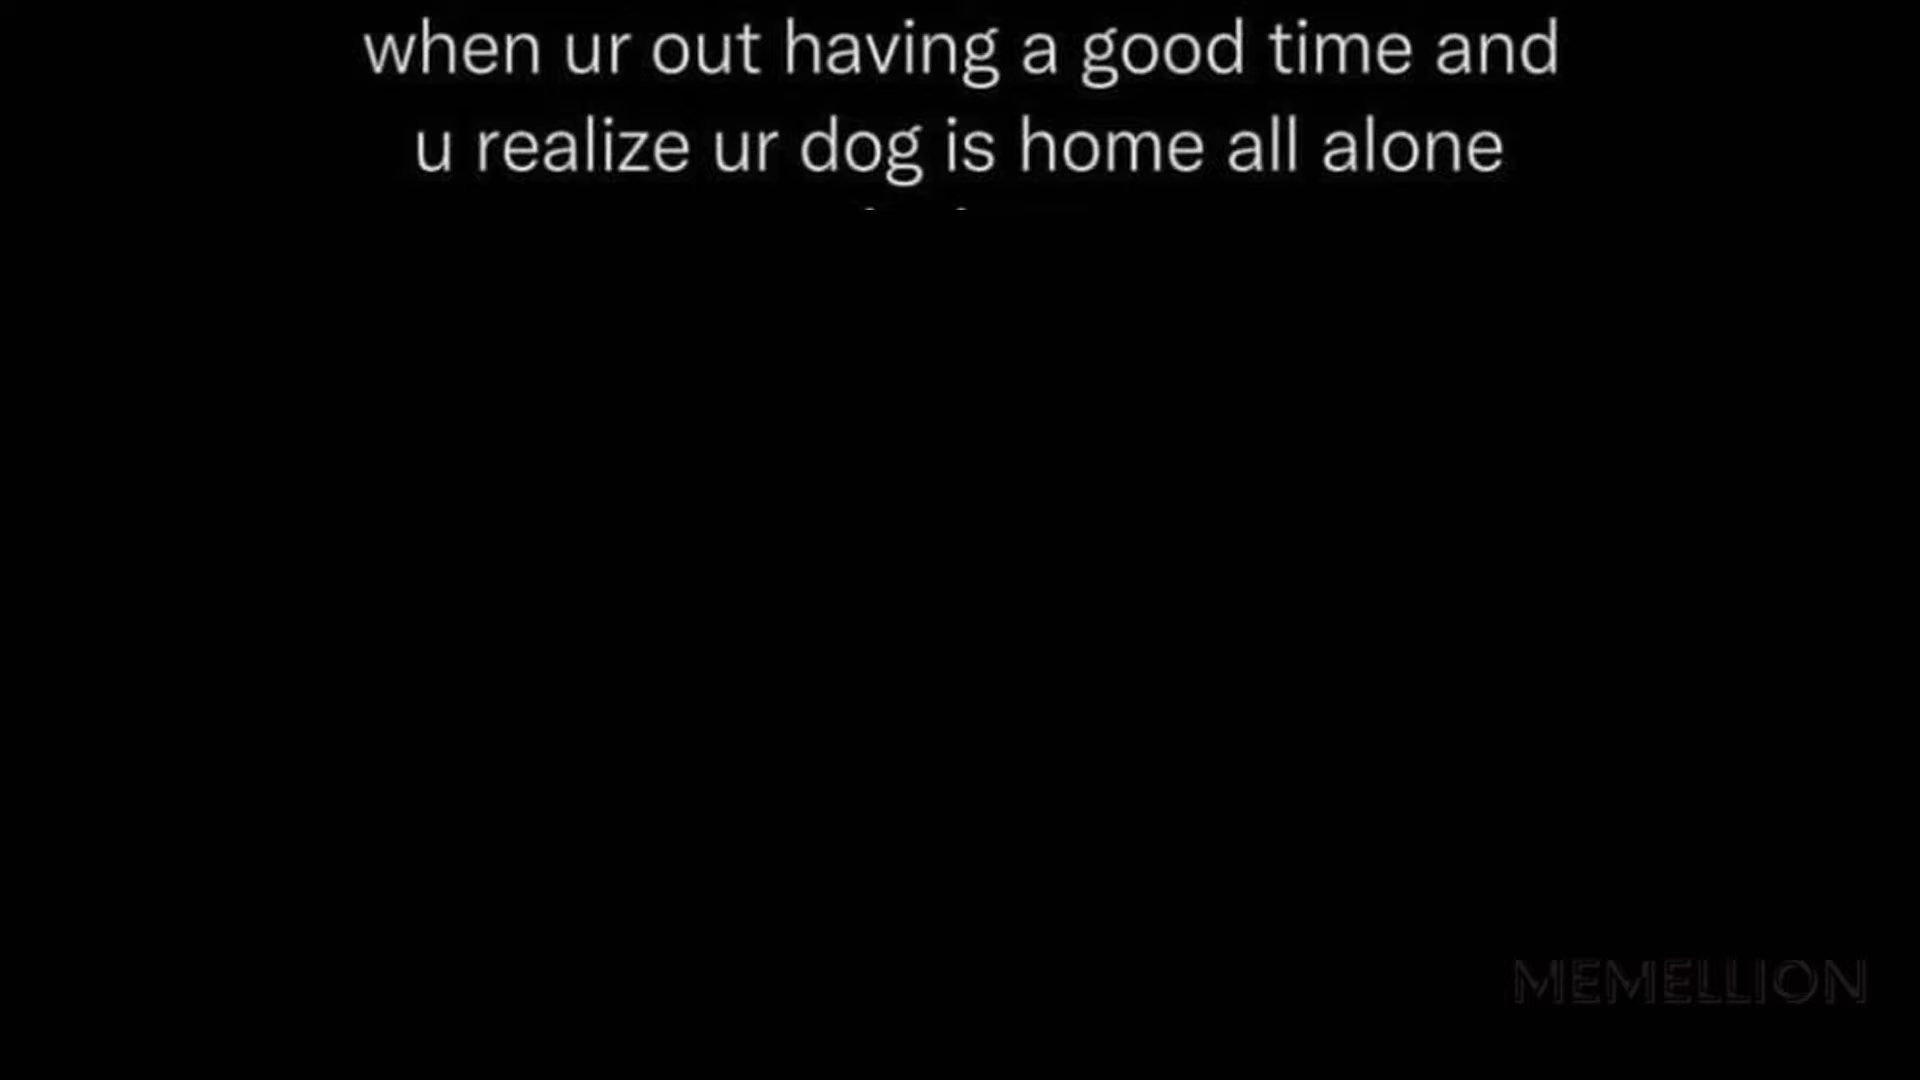 when ur out having a good time and
u realize ur dog is home all alone
MEMELLION